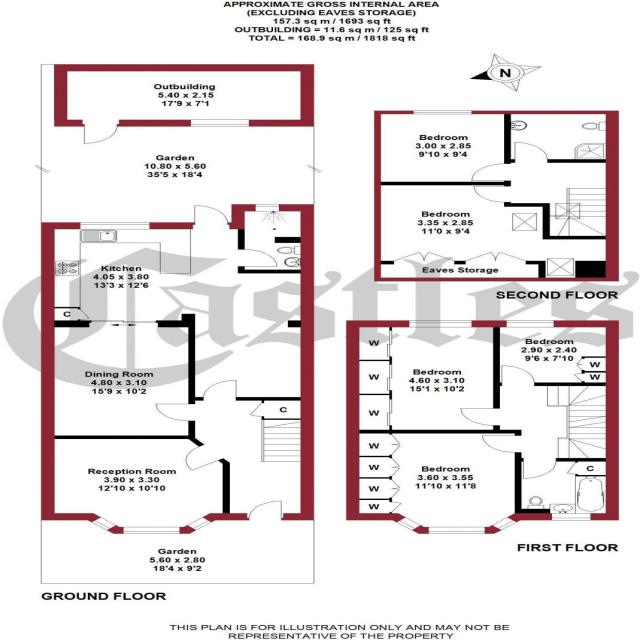 APPROXIMATE GROSS INTERNAL AREA
(EXCLUDING EAVES STORAGE)
157.3 sq m / 1693 sq ft
OUTBUILDING = 11.6 sq m / 125 sq ft
TOTAL = 168.9 sq m / 1818 sq ft
N
Outbuilding
5.40 x 2.15
17'9 x 7'1
Garden
10.80 x 5.60
35'5 x 18'4
Kitchen
4.05 x 3.80
13'3 x 12'6
C
Dining Room
4.80 x 3.10
15'9 x 10'2
C
Reception Room
3.90 x 3.30
12'10 x 10'10
Garden
5.60 x 2.80
18'4 x 9'2
GROUND FLOOR
Bedroom
3.00 x 2.85
9'10 x 9'4
Bedroom
3.35 x 2.85
11'0 x 9'4
Eaves Storage
SECOND FLOOR
W
W
W
Bedroom
4.60 x 3.10
15'1 x 10'2
Bedroom
2.90 x 2.40
9'6 x 7'10
W
W
W
W
W
W
Bedroom
3.60 x 3.55
11'10 x 11'8
C
FIRST FLOOR
Castles
THIS PLAN IS FOR ILLUSTRATION ONLY AND MAY NOT BE
REPRESENTATIVE OF THE PROPERTY